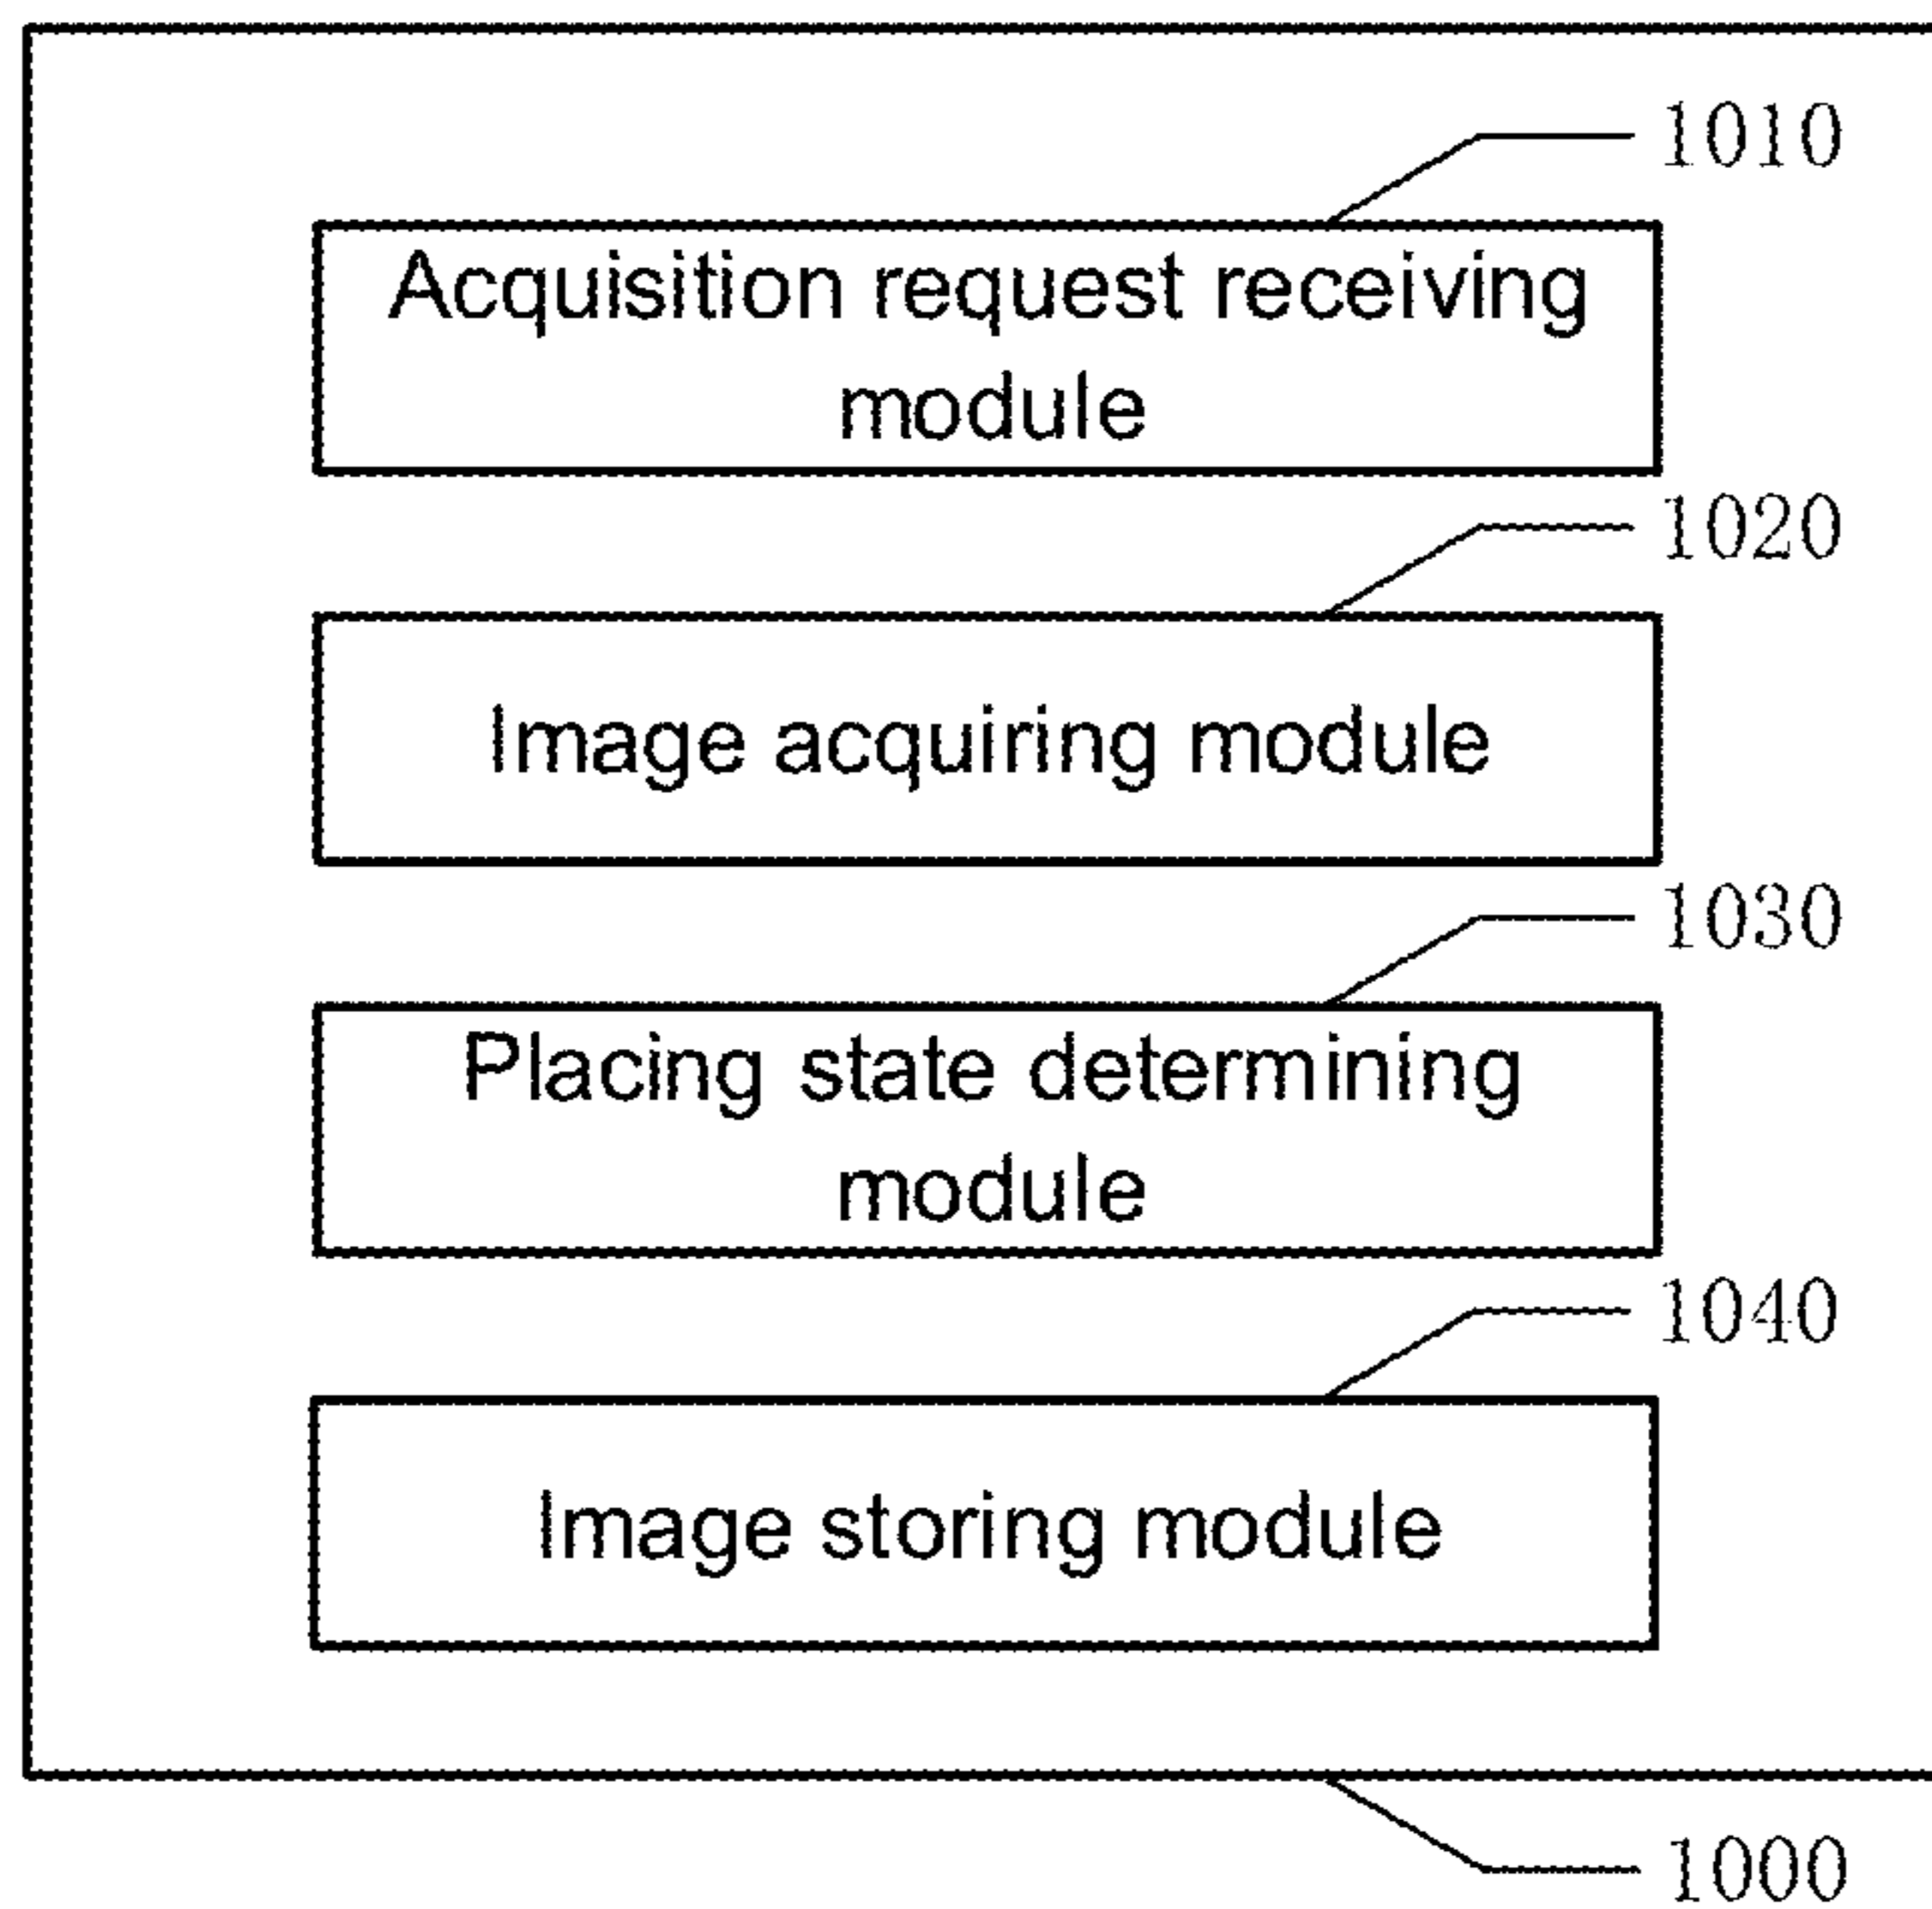 1010
Acquisition request receiving
module
1020
Image acquiring module
1030
Placing state determining
module
1040
Image storing module
1000